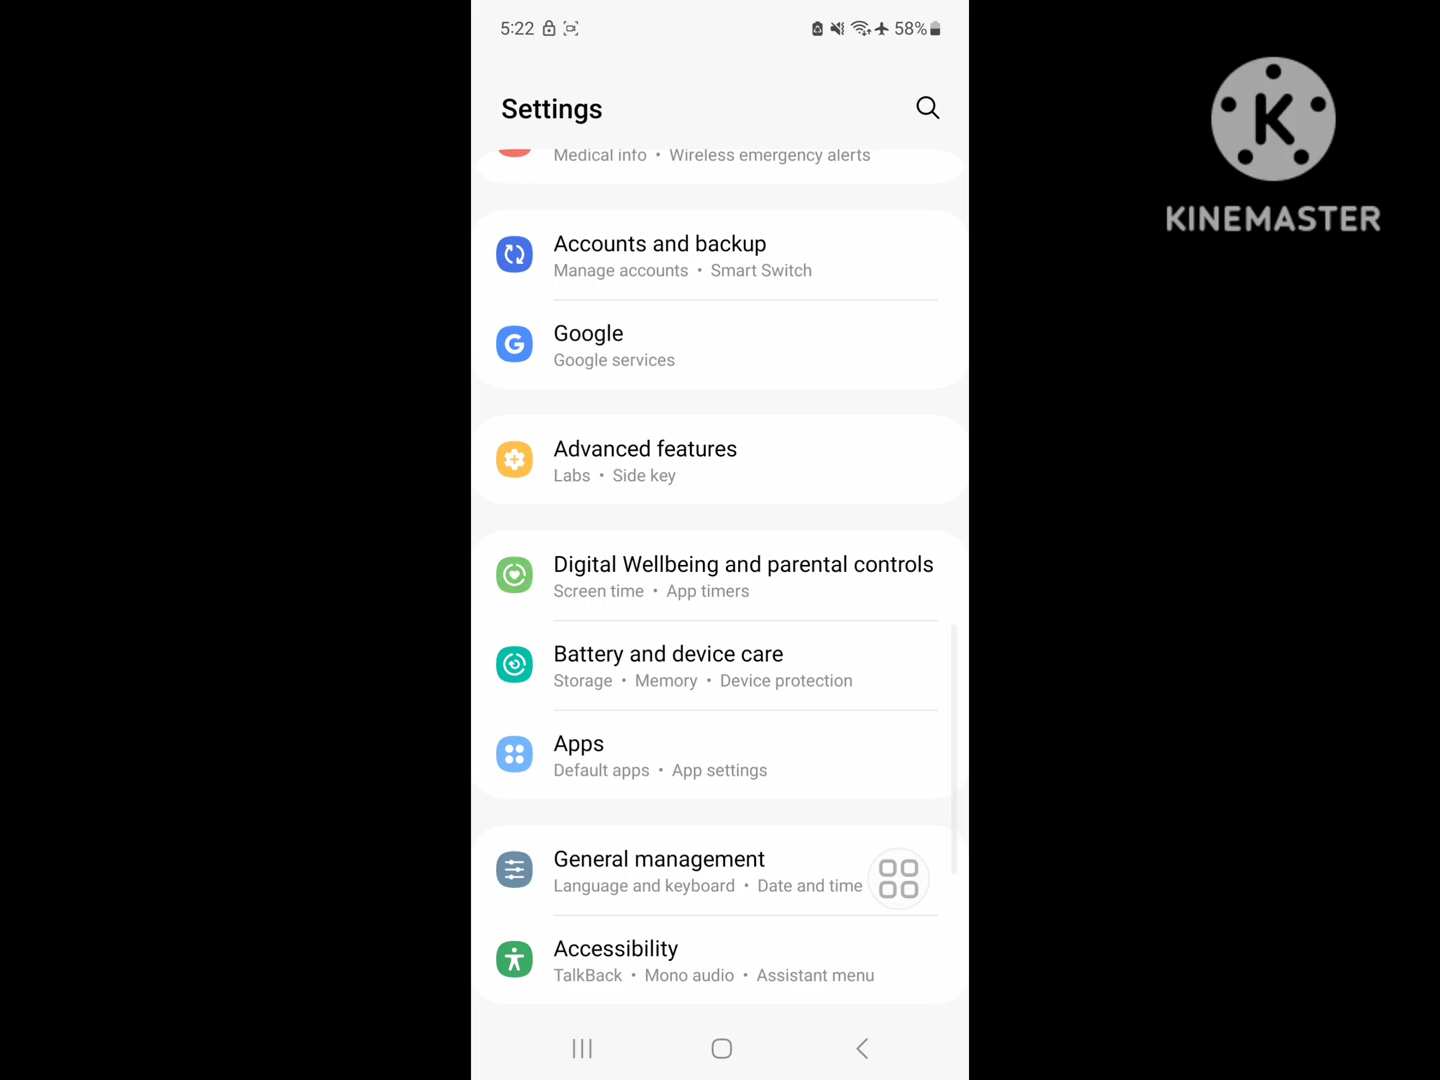 5:22
58%
Settings
Medical info • Wireless emergency alerts
Accounts and backup
Manage accounts • Smart Switch
Google
Google services
Advanced features
Labs • Side key
Digital Wellbeing and parental controls
Screen time • App timers
Battery and device care
Storage • Memory • Device protection
Apps
Default apps • App settings
General management
Language and keyboard • Date and time
Accessibility
TalkBack • Mono audio • Assistant menu
K
KINEMASTER